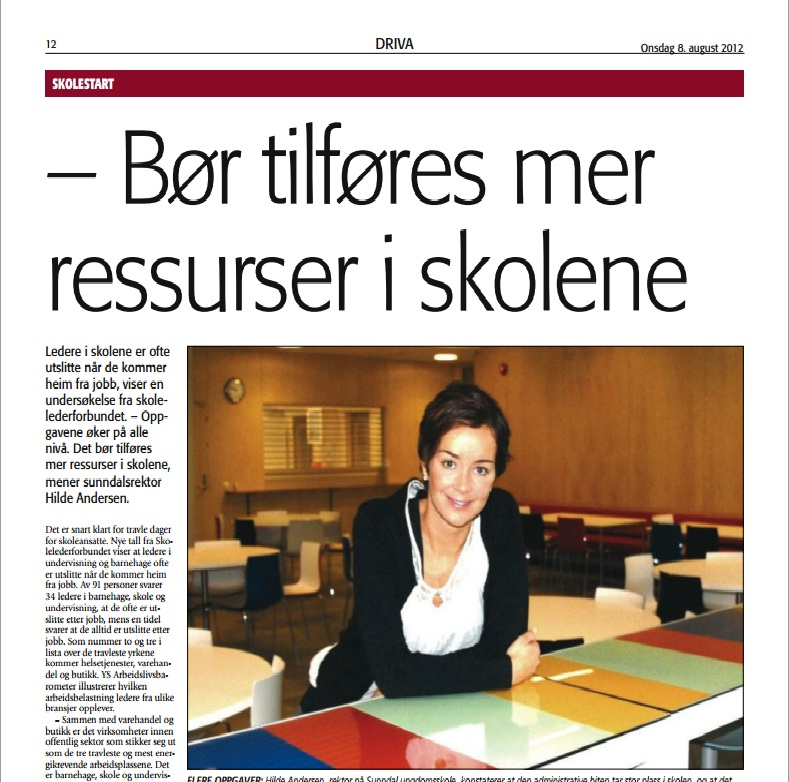 12
DRIVA
Onsdag 8. august 2012
SKOLESTART
– Bør tilføres mer
ressurser i skolene
Ledere i skolene er ofte
utslitte når de kommer
heim fra jobb, viser en
undersøkelse fra skole-
lederforbundet. – Opp-
gavene øker på alle
nivå. Det bør tilføres
mer ressurser i skolene,
mener sunndalsrektor
Hilde Andersen.
Det er snart klart for travle dager
for skoleansatte. Nye tall fra Sko-
lelederforbundet viser at ledere i
undervisning og barnehage ofte
er utslitte når de kommer heim
fra jobb. Av 91 personer svarer
34 ledere i barnehage, skole og
undervisning, at de ofte er ut-
slitte etter jobb, mens en tidel
svarer at de alltid er utslitte etter
jobb. Som nummer to og tre i
lista over de travleste yrkene
kommer helsetjenester, varehan-
del og butikk. YS Arbeidslivsba-
rometer illustrerer hvilken
arbeidsbelastning ledere fra ulike
bransjer opplever.
– Sammen med varehandel og
butikk er det virksomheter innen
offentlig sektor som stikker seg ut
som de tre travleste og mest ener-
gikrevende arbeidsplassene. Det
er barnehage, skole og undervis-
FLERE OPPGAVER: Hilde Andersen, rektor på Sunndal ungdomsskole, konstaterer at den administrative biten tar stor plass i skolen, og at det